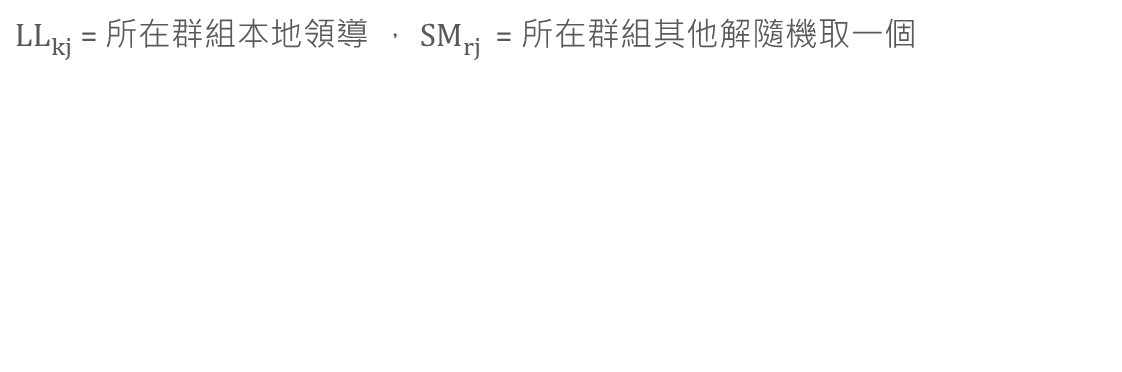 LLkj = 所在群組本地領導 , SMrj = 所在群組其他解隨機取一個